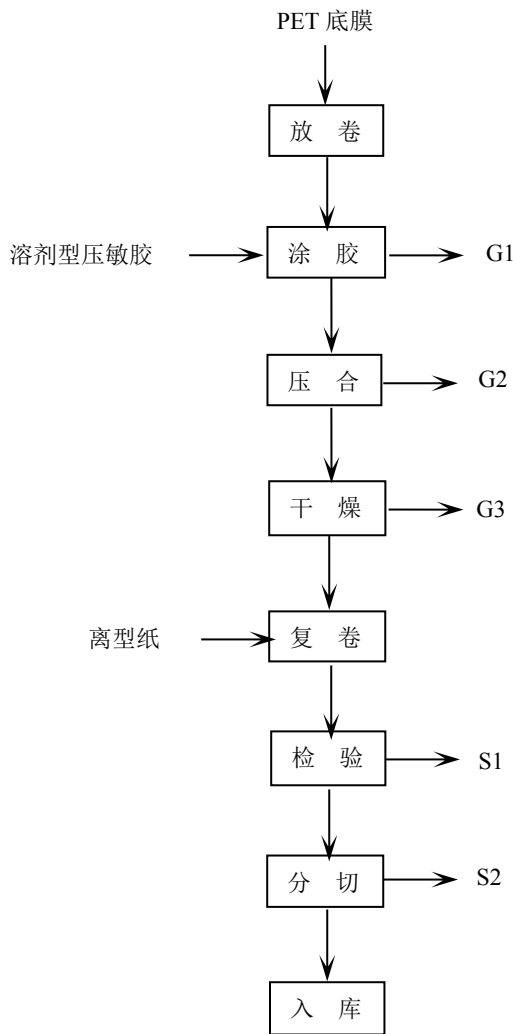 PET 底膜
放 卷
溶剂型压敏胶
涂 胶
G1
压 合
G2
干 燥
G3
离型纸
复 卷
检 验
S1
分 切
S2
入 库